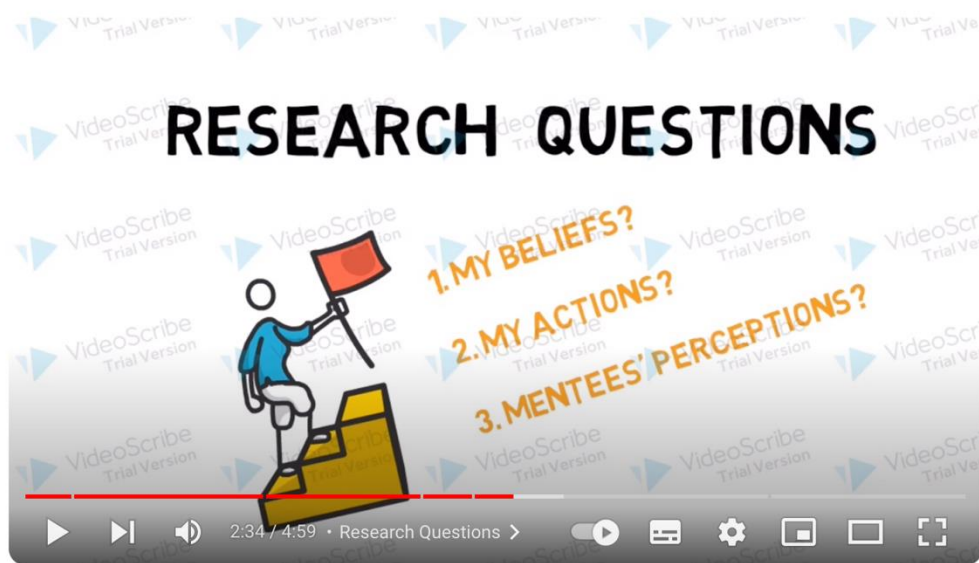 VideoScribe
Trial Version
RESEARCH QUESTIONS
1. MY BELIEFS?
2. MY ACTIONS?
3. MENTEES' PERCEPTIONS?
2:34 / 4:59 • Research Questions